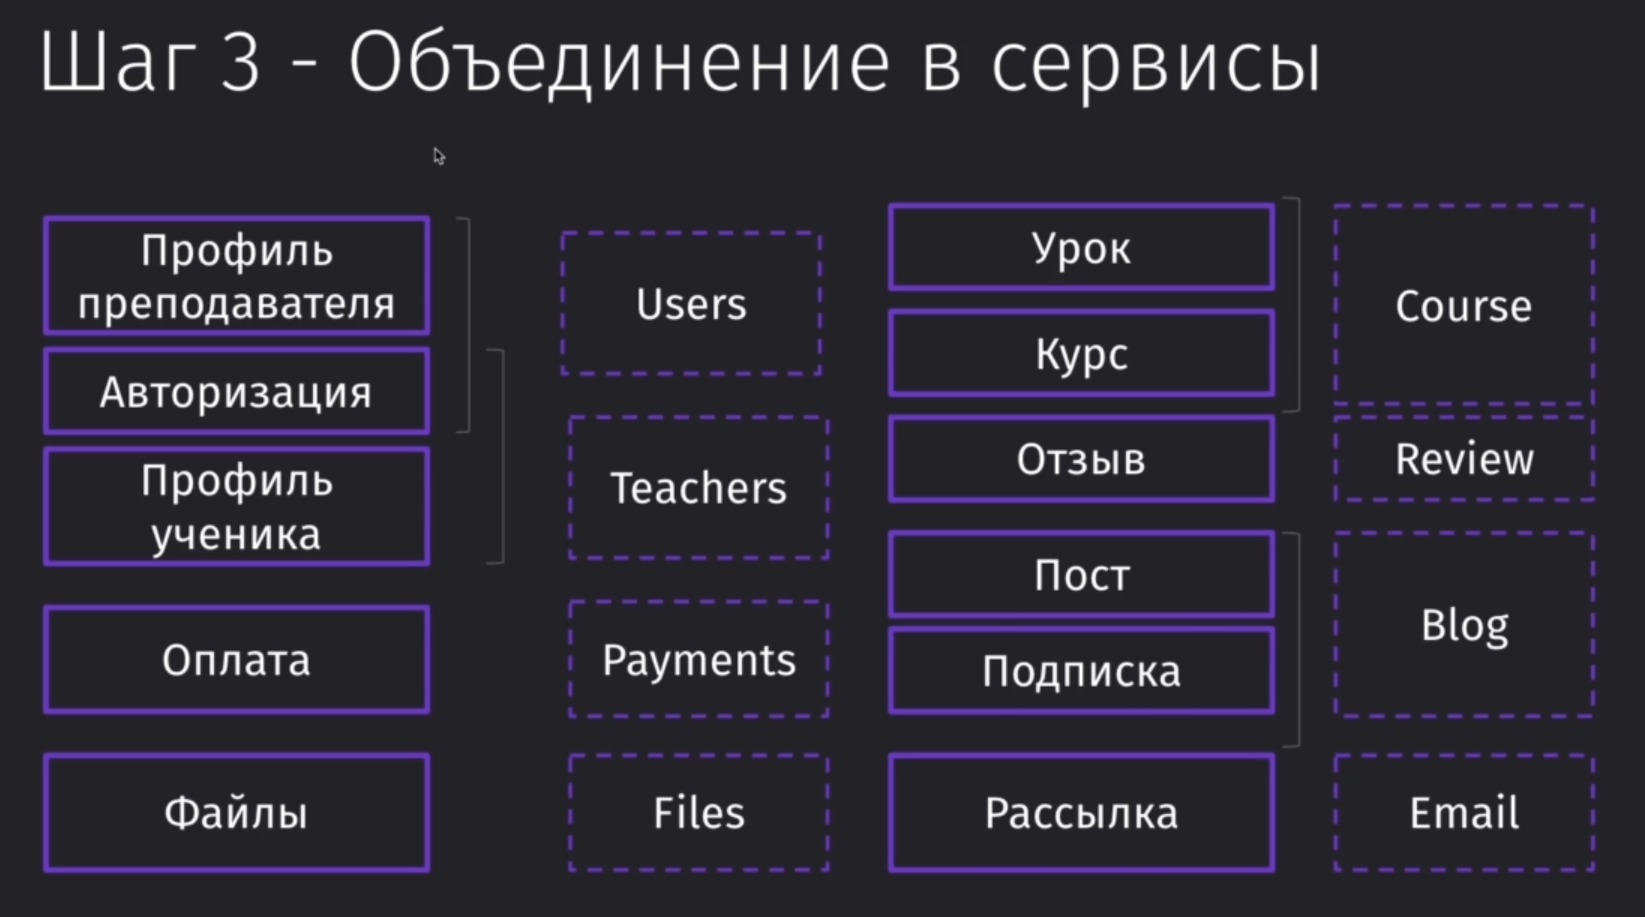 Шаг 3 - Объединение в сервисы
Профиль
преподавателя
Авторизация
Профиль
ученика
Оплата
Файлы
Users
Teachers
Payments
Files
Урок
Курс
Отзыв
Пост
Подписка
Рассылка
Course
Review
Blog
Email